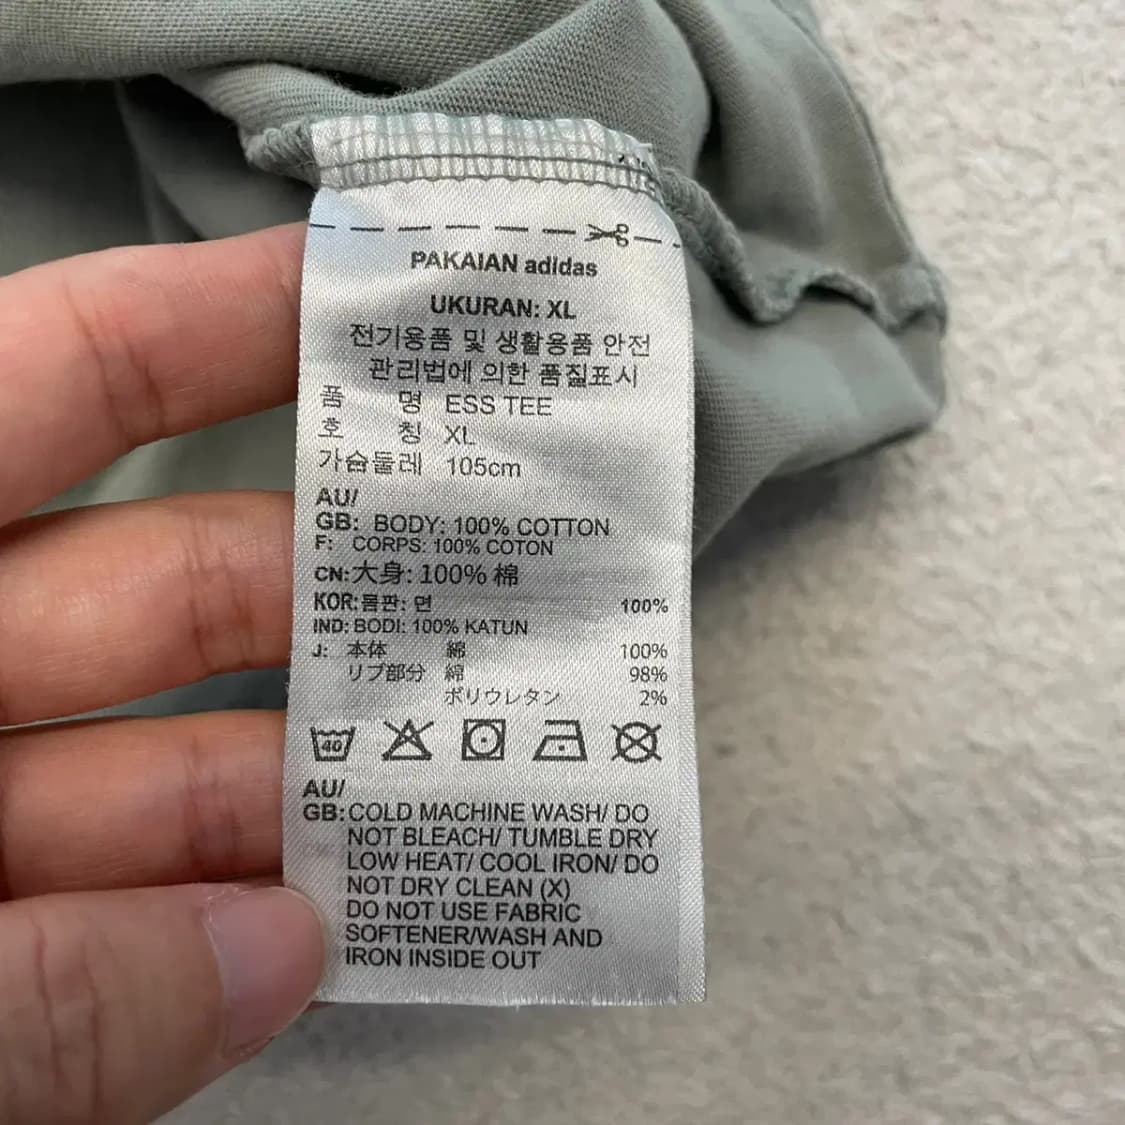 PAKAIAN adidas
UKURAN: XL
전기용품 및 생활용품 안전
관리법에 의한 품질표시
품 명 ESS TEE
호 칭 XL
가슴둘레 105cm
AU/
GB: BODY: 100% COTTON
F: CORPS: 100% COTON
CN:大身: 100% 棉
KOR:몸판: 면 100%
IND: BODI: 100% KATUN
J: 本体 綿 100%
リブ部分 綿 98%
ポリウレタン 2%
40
AU/
GB: COLD MACHINE WASH/ DO
NOT BLEACH/ TUMBLE DRY
LOW HEAT/ COOL IRON/ DO
NOT DRY CLEAN (X)
DO NOT USE FABRIC
SOFTENER/WASH AND
IRON INSIDE OUT